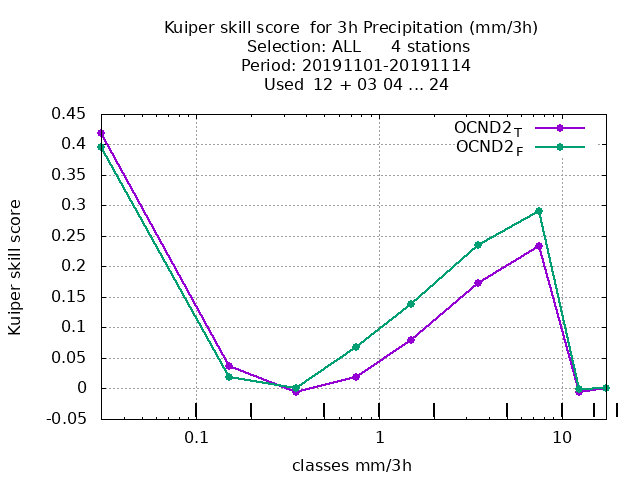 Kuiper skill score  for 3h Precipitation (mm/3h)
Selection: ALL      4 stations
Period: 20191101-20191114
Used  12 + 03 04 ... 24
OCND2T
OCND2F
Kuiper skill score
0.45
0.4
0.35
0.3
0.25
0.2
0.15
0.1
0.05
0
-0.05
0.1 1 10
classes mm/3h